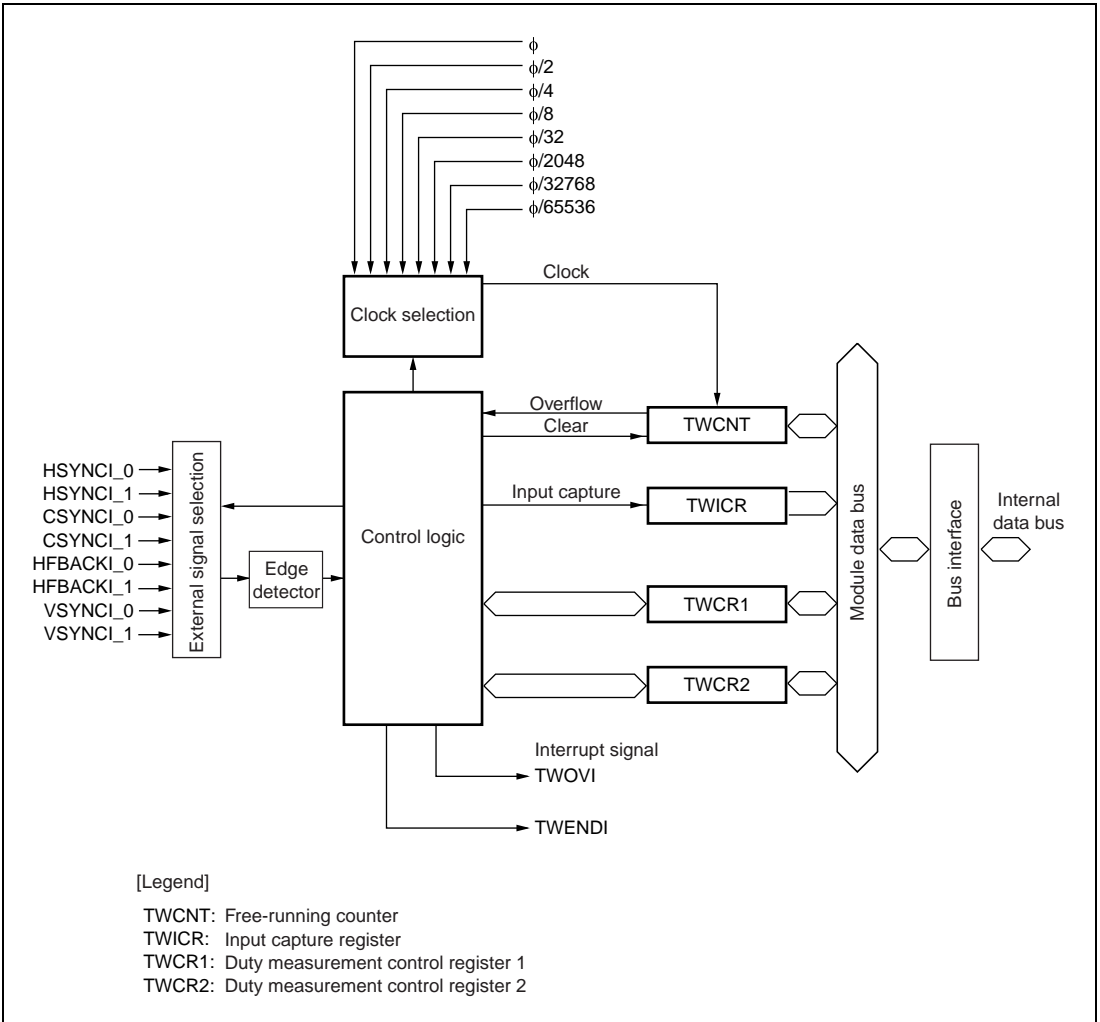 ϕ
ϕ/2
ϕ/4
ϕ/8
ϕ/32
ϕ/2048
ϕ/32768
ϕ/65536
Clock
Clock selection
Overflow
Clear
TWCNT
Input capture
TWICR
Control logic
TWCR1
TWCR2
HSYNCI_0
HSYNCI_1
CSYNCI_0
CSYNCI_1
HFBACKI_0
HFBACKI_1
VSYNCI_0
VSYNCI_1
External signal selection
Edge
detector
Module data bus
Bus interface
Internal
data bus
Interrupt signal
TWOVI
TWENDI
[Legend]
TWCNT: Free-running counter
TWICR: Input capture register
TWCR1: Duty measurement control register 1
TWCR2: Duty measurement control register 2